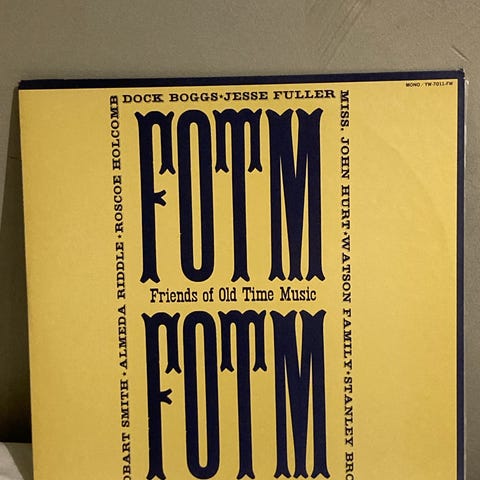 MONO / YW-7011-FW
DOCK BOGGS•JESSE FULLER
MISS. JOHN HURT•WATSON FAMILY•STANLEY BRO
OBART SMITH•ALMEDA RIDDLE•ROSCOE HOLCOMB
FOTM
Friends of Old Time Music
FOTM